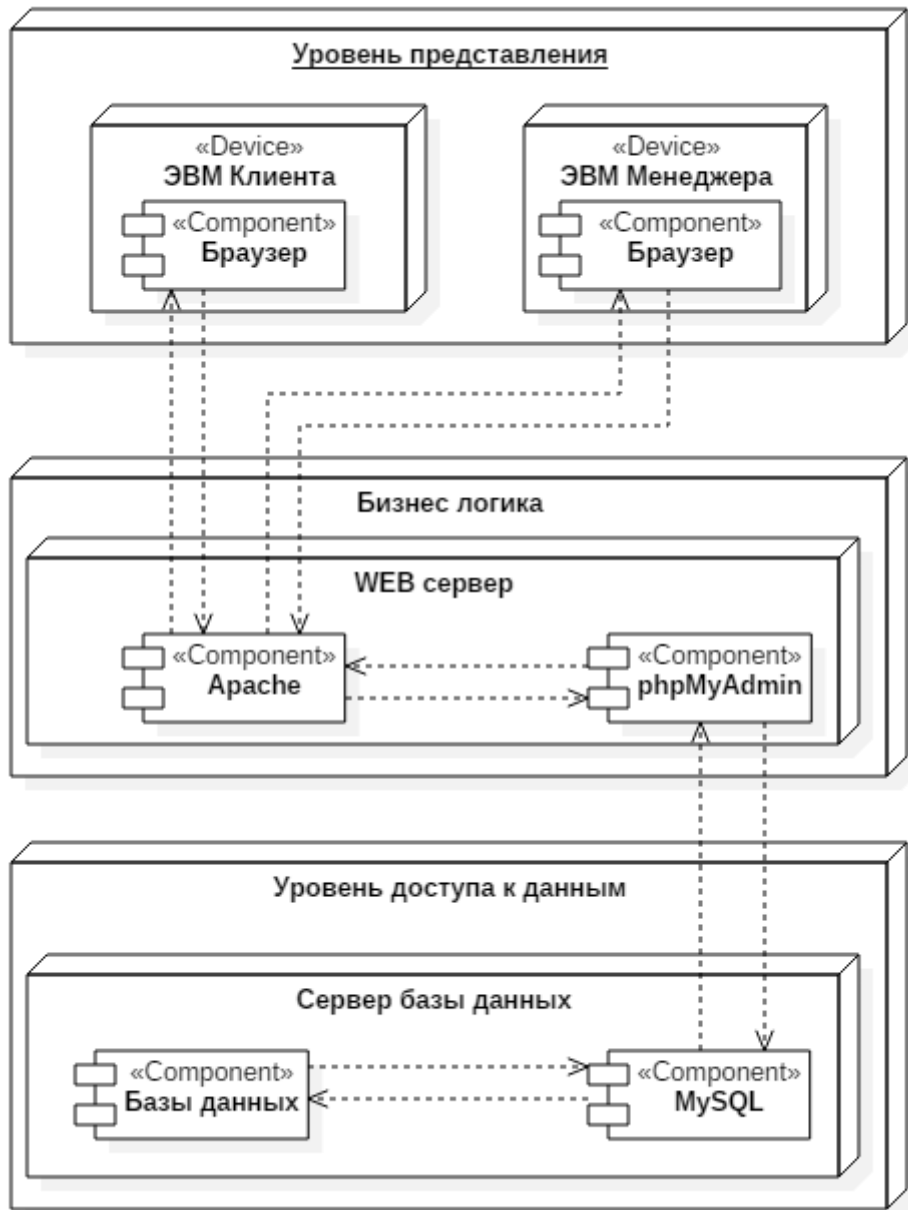 Уровень представления
«Device»
ЭВМ Клиента
«Component»
Браузер
«Device»
ЭВМ Менеджера
«Component»
Браузер
Бизнес логика
WEB сервер
«Component»
Apache
«Component»
phpMyAdmin
Уровень доступа к данным
Сервер базы данных
«Component»
Базы данных
«Component»
MySQL